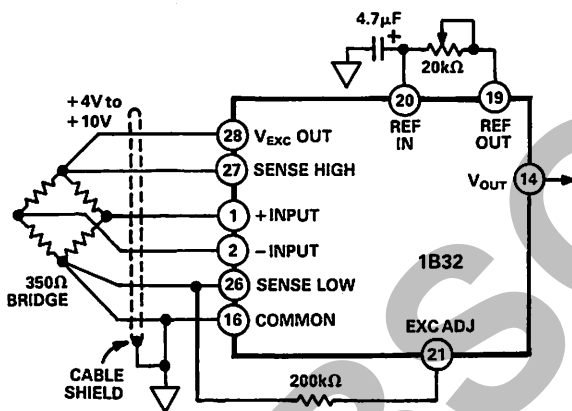 4.7µF
+
20kΩ
20
19
REF
IN
REF
OUT
+4V to
+10V
28 VEXC OUT
27 SENSE HIGH
1 +INPUT
2 −INPUT
26 SENSE LOW
16 COMMON
VOUT 14
1B32
EXC ADJ
21
350Ω
BRIDGE
CABLE
SHIELD
200kΩ